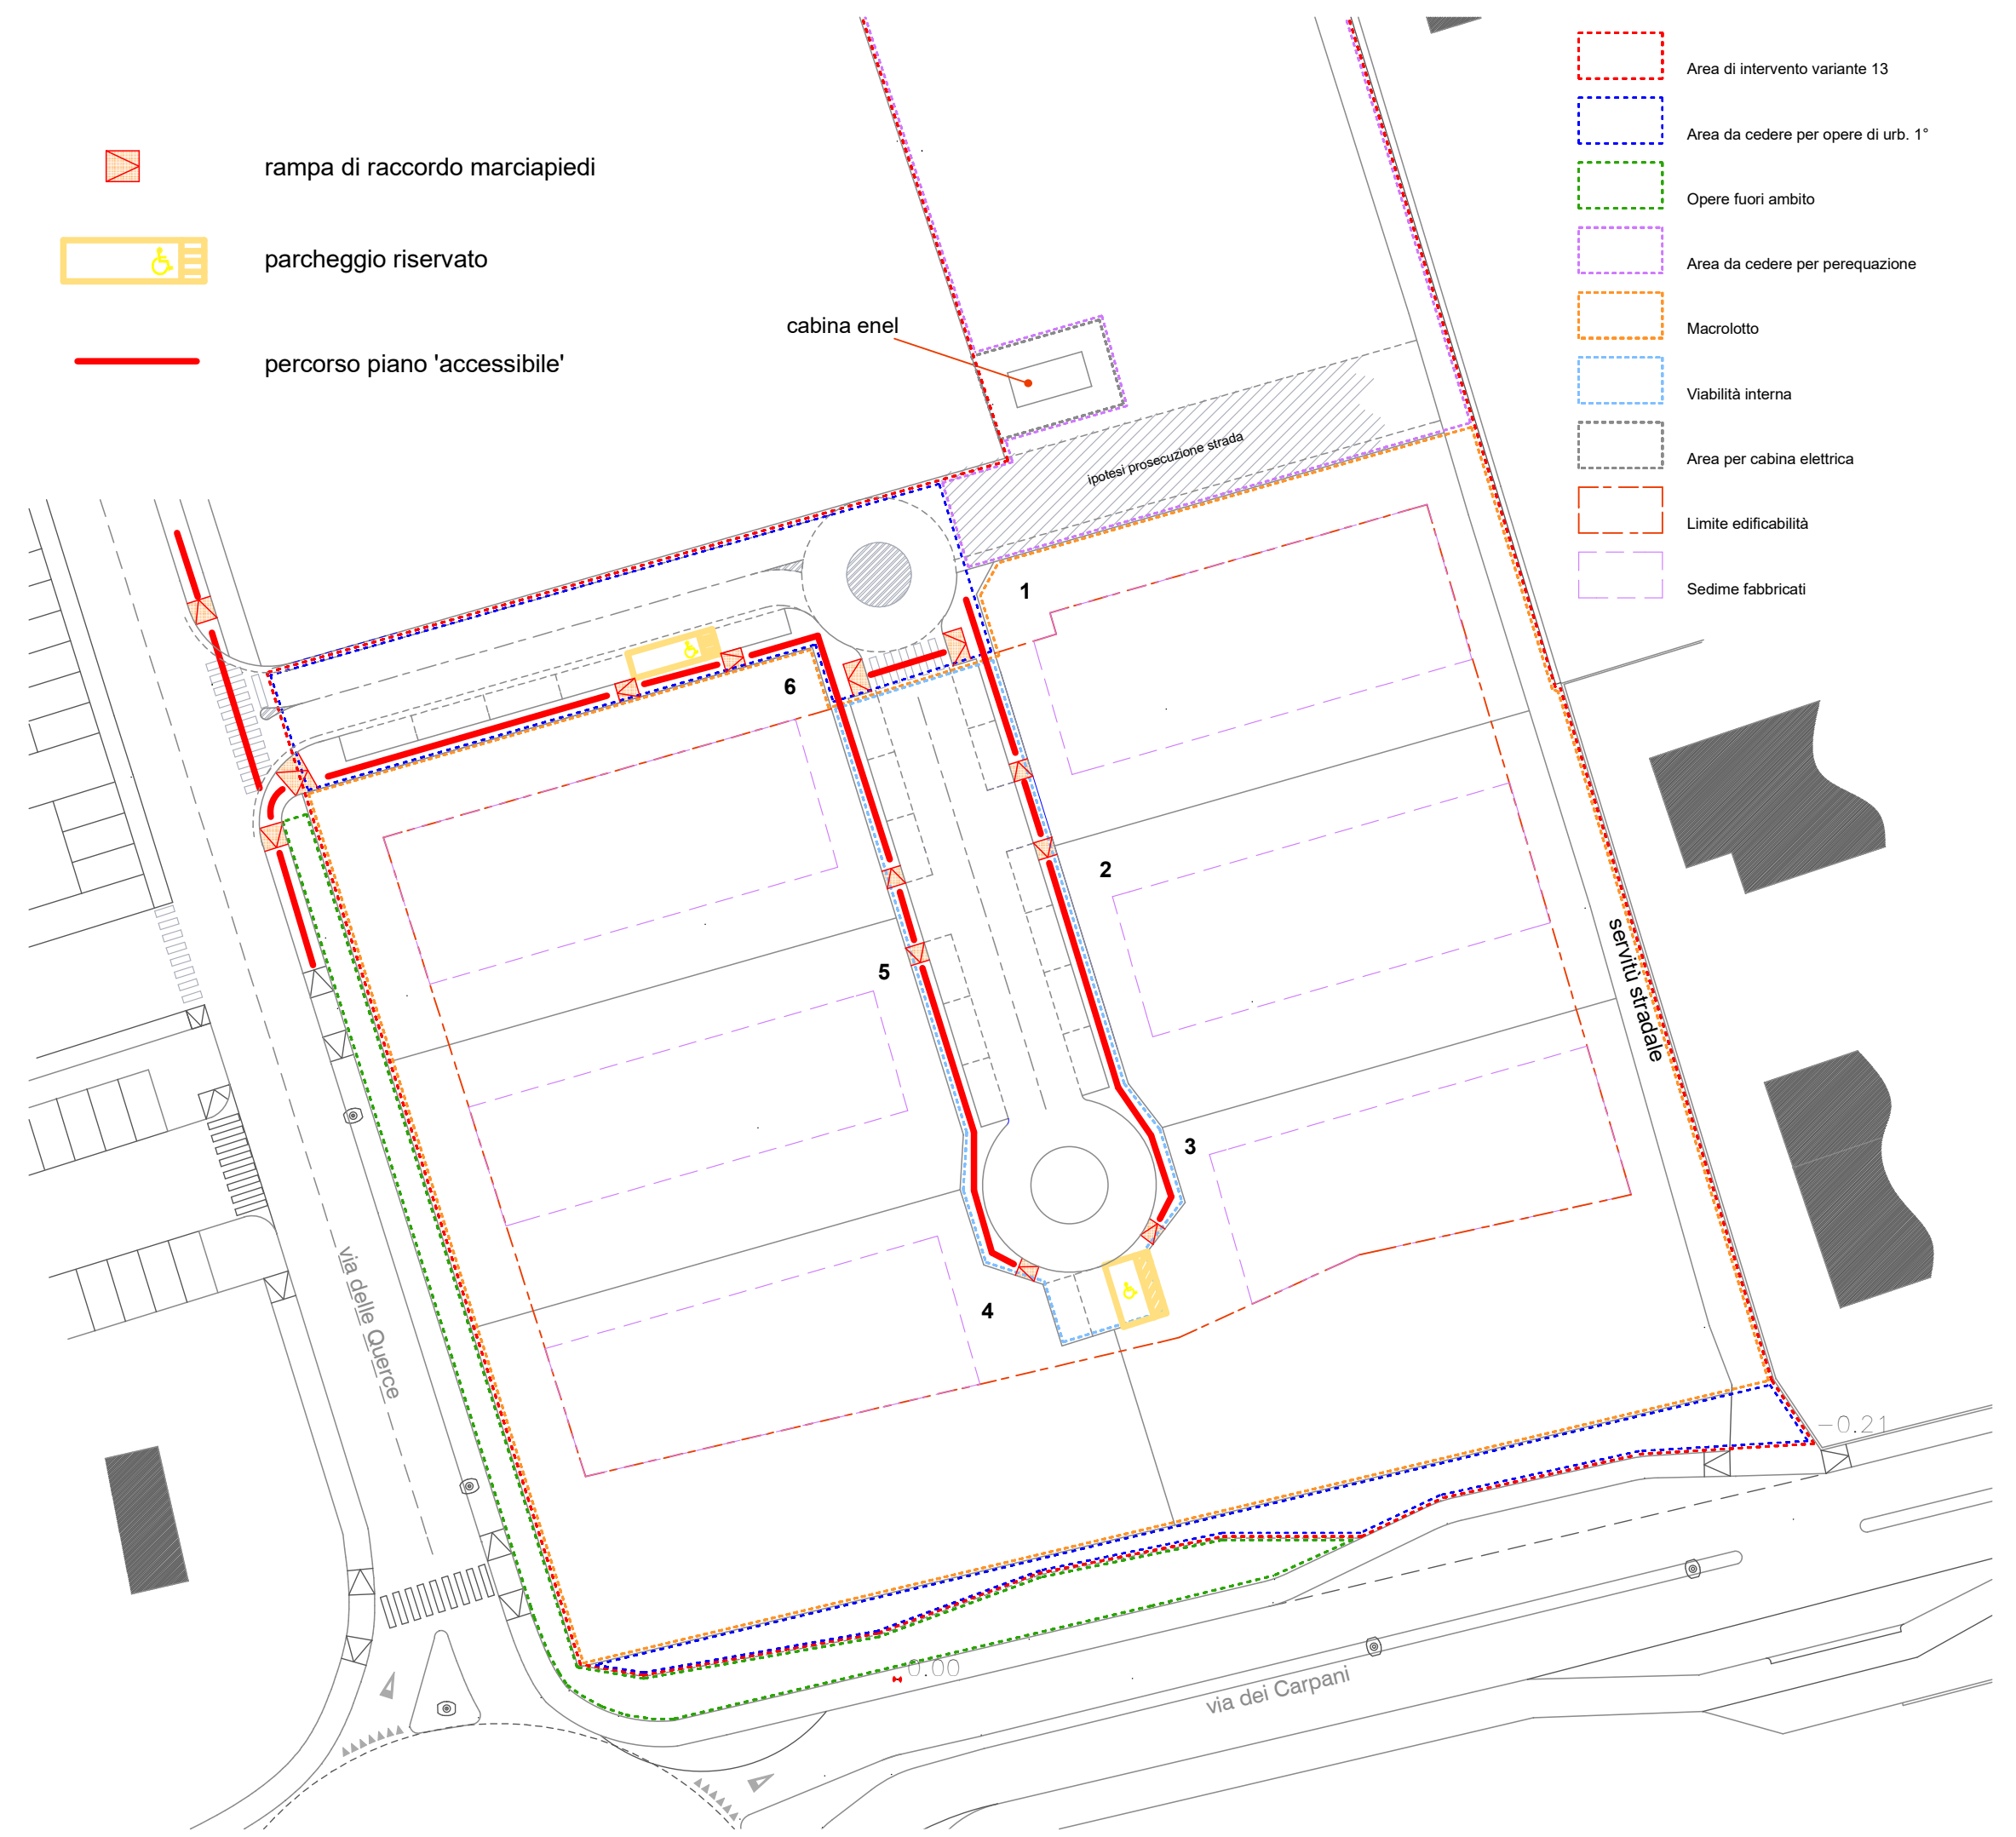 rampa di raccordo marciapiedi
parcheggio riservato
percorso piano 'accessibile'
Area di intervento variante 13
Area da cedere per opere di urb. 1°
Opere fuori ambito
Area da cedere per perequazione
Macrolotto
Viabilità interna
Area per cabina elettrica
Limite edificabilità
Sedime fabbricati
cabina enel
ipotesi prosecuzione strada
1
6
2
5
3
4
servitù stradale
via delle Querce
-0.21
0.00
via dei Carpani